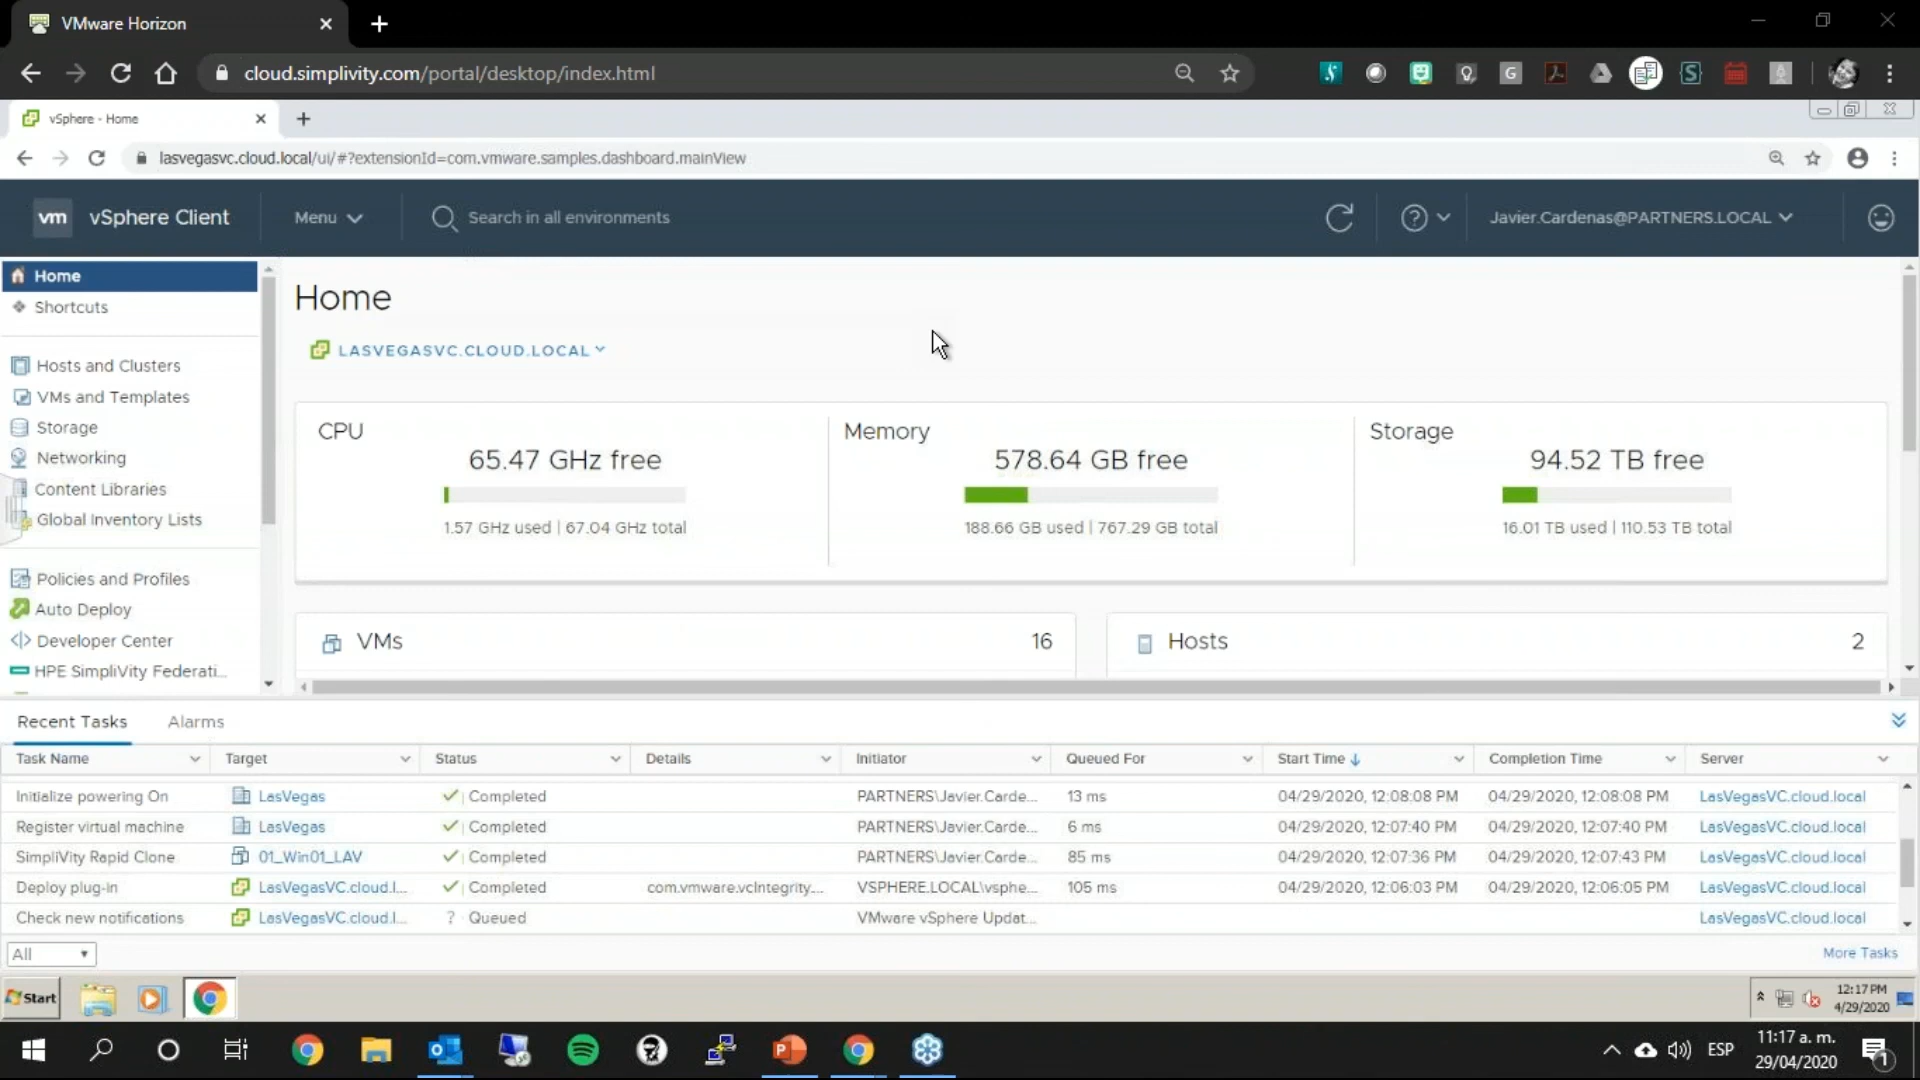 VMware Horizon
cloud.simplivity.com/portal/desktop/index.html
vSphere - Home
lasvegasvc.cloud.local/ui/#?extensionId=com.vmware.samples.dashboard.mainView
vm vSphere Client Menu Search in all environments Javier.Cardenas@PARTNERS.LOCAL
Home
Shortcuts
Hosts and Clusters
VMs and Templates
Storage
Networking
Content Libraries
Global Inventory Lists
Policies and Profiles
Auto Deploy
Developer Center
HPE SimpliVity Federati...
Home
LASVEGASVC.CLOUD.LOCAL
CPU
65.47 GHz free
1.57 GHz used | 67.04 GHz total
Memory
578.64 GB free
188.66 GB used | 767.29 GB total
Storage
94.52 TB free
16.01 TB used | 110.53 TB total
VMs 16
Hosts 2
Recent Tasks Alarms
Task Name Target Status Details Initiator Queued For Start Time Completion Time Server
Initialize powering On LasVegas Completed PARTNERS\Javier.Carde... 13 ms 04/29/2020, 12:08:08 PM 04/29/2020, 12:08:08 PM LasVegasVC.cloud.local
Register virtual machine LasVegas Completed PARTNERS\Javier.Carde... 6 ms 04/29/2020, 12:07:40 PM 04/29/2020, 12:07:40 PM LasVegasVC.cloud.local
SimpliVity Rapid Clone 01_Win01_LAV Completed PARTNERS\Javier.Carde... 85 ms 04/29/2020, 12:07:36 PM 04/29/2020, 12:07:43 PM LasVegasVC.cloud.local
Deploy plug-in LasVegasVC.cloud.l... Completed com.vmware.vcIntegrity.... VSPHERE.LOCAL\vsphe... 105 ms 04/29/2020, 12:06:03 PM 04/29/2020, 12:06:05 PM LasVegasVC.cloud.local
Check new notifications LasVegasVC.cloud.l... ? Queued VMware vSphere Updat... LasVegasVC.cloud.local
All More Tasks
Start 12:17 PM
4/29/2020
ESP 11:17 a. m.
29/04/2020
1